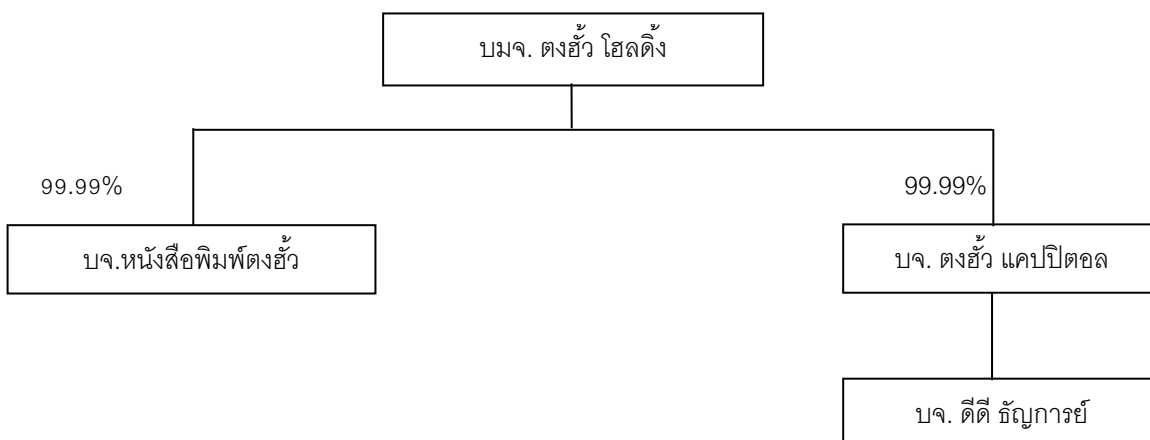 บมจ. ตงฮั้ว โฮลดิ้ง
99.99%
99.99%
บจ.หนังสือพิมพ์ตงฮั้ว
บจ. ตงฮั้ว แคปปิตอล
บจ. ดีดี ธัญการย์